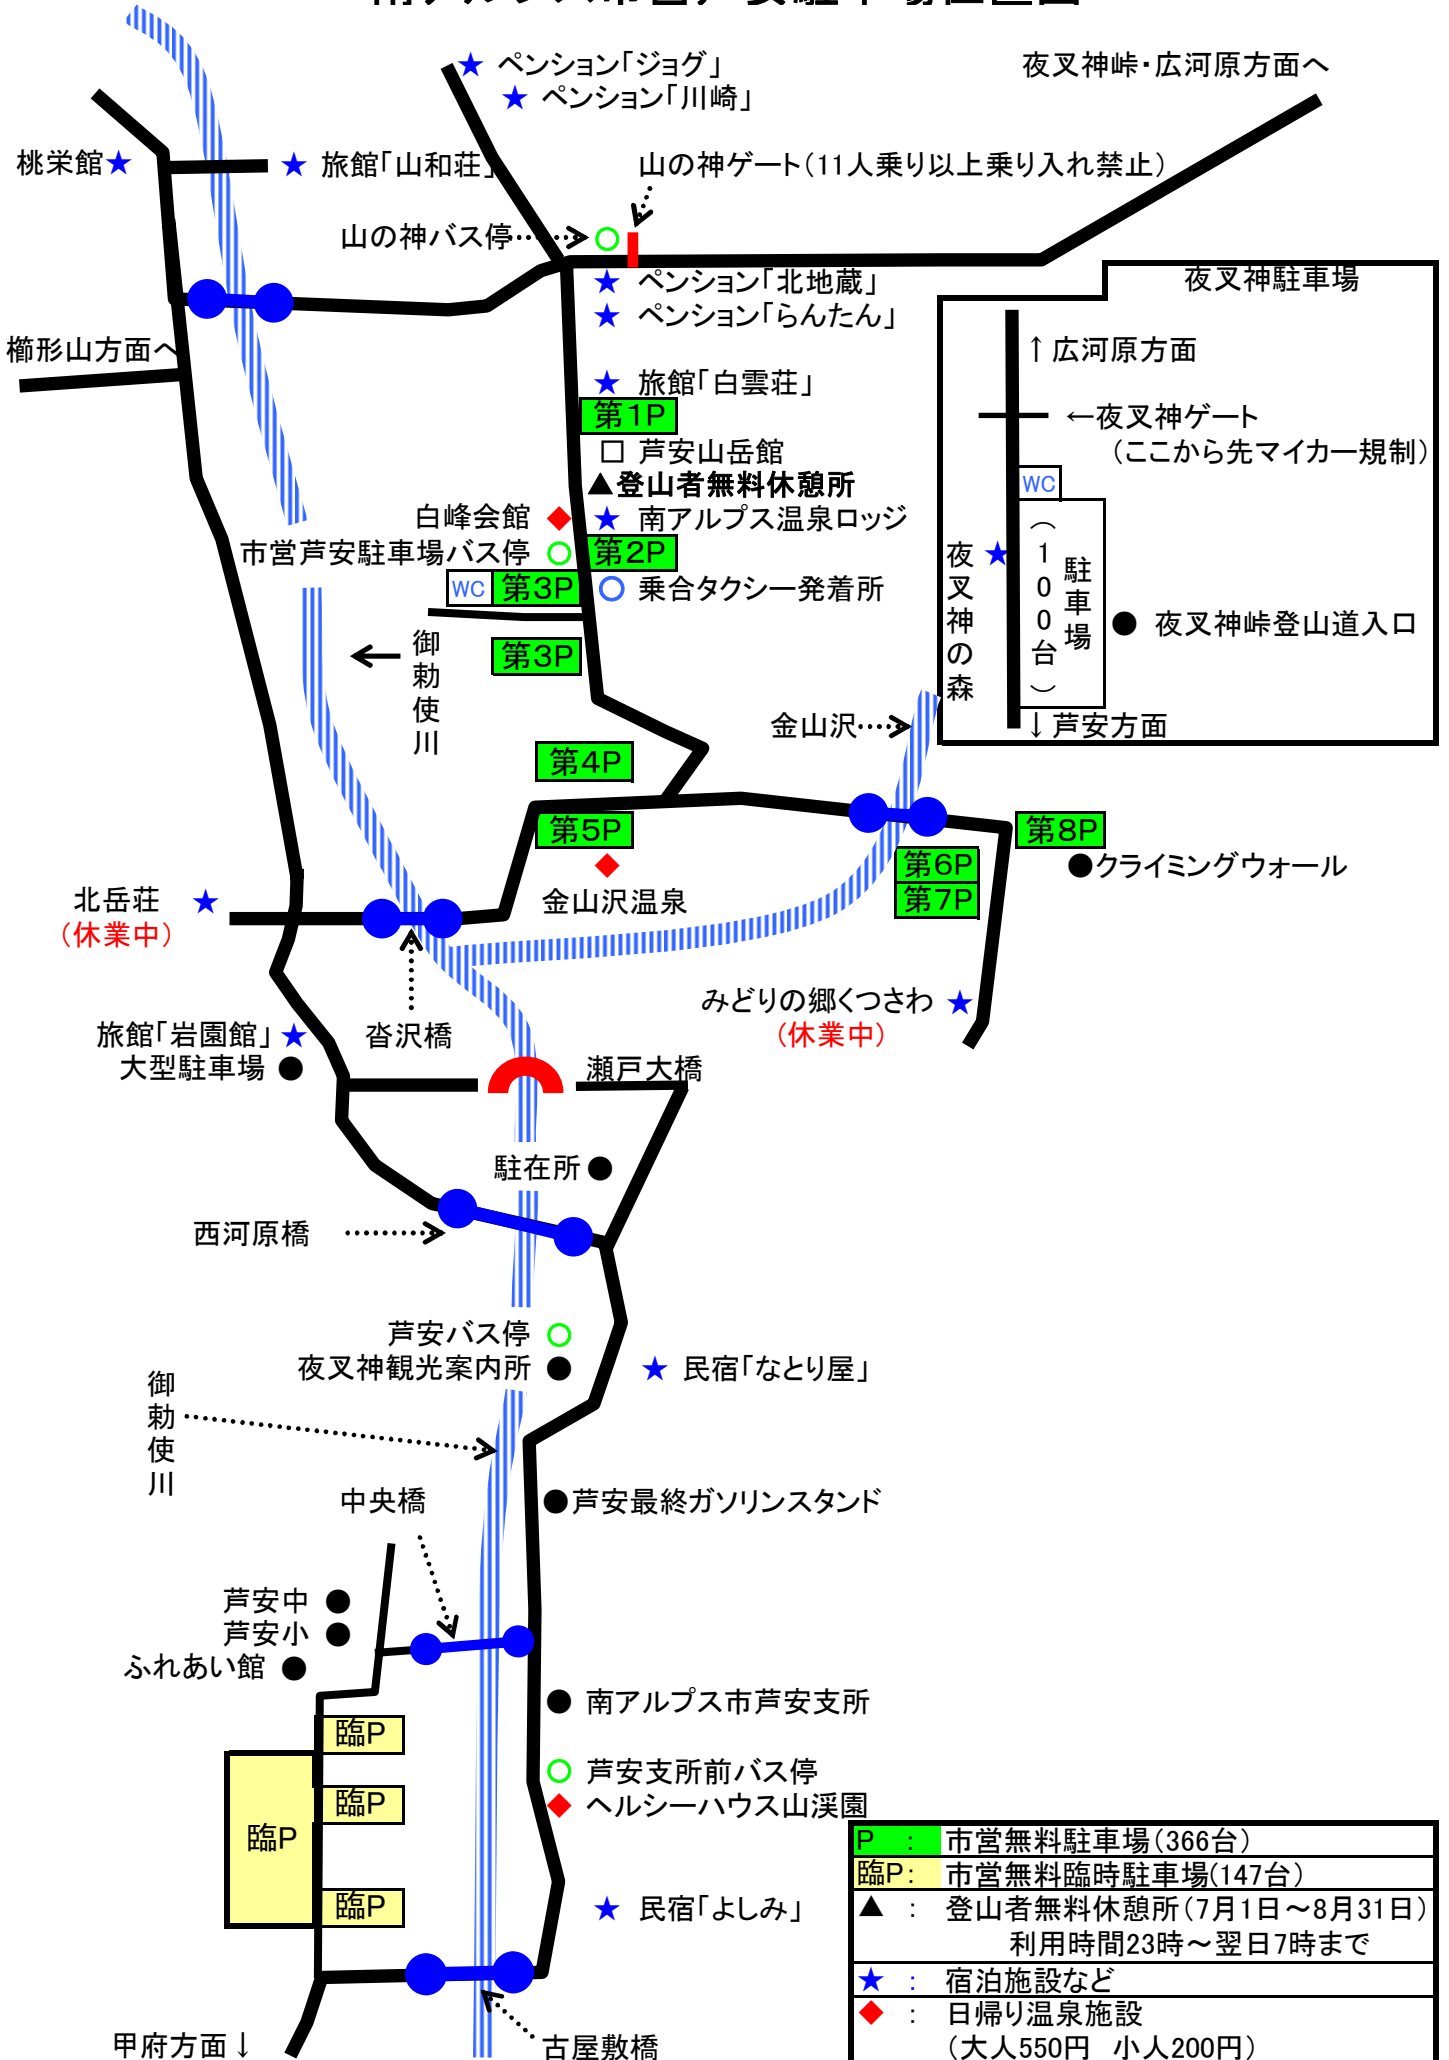 南アルプス市営芦安駐車場位置図
ペンション「ジョグ」
ペンション「川崎」
夜叉神峠・広河原方面へ
桃栄館
旅館「山和荘」
山の神ゲート(11人乗り以上乗り入れ禁止)
山の神バス停
ペンション「北地蔵」
ペンション「らんたん」
櫛形山方面へ
旅館「白雲荘」
第1P
芦安山岳館
▲登山者無料休憩所
白峰会館
南アルプス温泉ロッジ
市営芦安駐車場バス停
第2P
WC
第3P
乗合タクシー発着所
御勅使川
第3P
夜叉神駐車場
↑広河原方面
←夜叉神ゲート
(ここから先マイカー規制)
WC
夜叉神の森
駐車場
(100台)
夜叉神峠登山道入口
↓芦安方面
金山沢
第4P
第5P
第8P
第6P
第7P
クライミングウォール
金山沢温泉
北岳荘
(休業中)
みどりの郷くつさわ
(休業中)
沓沢橋
旅館「岩園館」
大型駐車場
瀬戸大橋
駐在所
西河原橋
芦安バス停
夜叉神観光案内所
民宿「なとり屋」
御勅使川
中央橋
芦安最終ガソリンスタンド
芦安中
芦安小
ふれあい館
南アルプス市芦安支所
臨P
芦安支所前バス停
臨P
ヘルシーハウス山渓園
臨P
臨P
民宿「よしみ」
甲府方面↓
古屋敷橋
P : 市営無料駐車場(366台)
臨P: 市営無料臨時駐車場(147台)
▲ : 登山者無料休憩所(7月1日～8月31日)
利用時間23時～翌日7時まで
★ : 宿泊施設など
◆ : 日帰り温泉施設
(大人550円 小人200円)